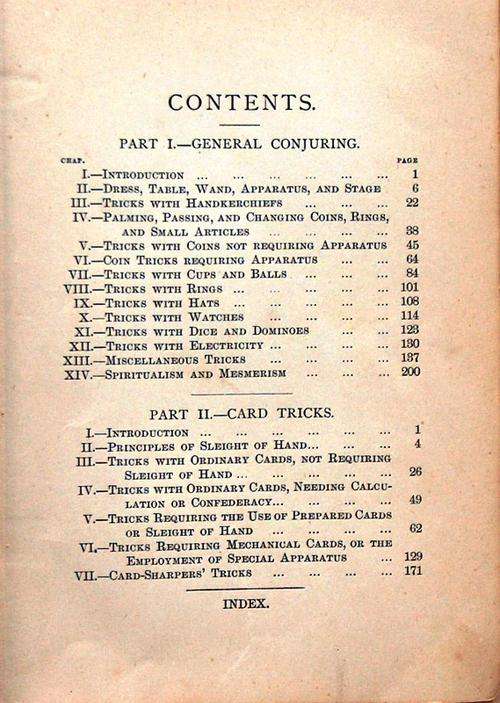 CONTENTS.
PART I.—GENERAL CONJURING.
CHAP. PAGE
I.—Introduction ... ... ... ... ... ... 1
II.—Dress, Table, Wand, Apparatus, and Stage 6
III.—Tricks with Handkerchiefs ... ... ... 22
IV.—Palming, Passing, and Changing Coins, Rings,
and Small Articles ... ... ... ... 38
V.—Tricks with Coins not requiring Apparatus 45
VI.—Coin Tricks requiring Apparatus ... ... 64
VII.—Tricks with Cups and Balls ... ... ... 84
VIII.—Tricks with Rings ... ... ... ... ... 101
IX.—Tricks with Hats ... ... ... ... ... 108
X.—Tricks with Watches ... ... ... ... 114
XI.—Tricks with Dice and Dominoes ... ... 123
XII.—Tricks with Electricity ... ... ... ... 130
XIII.—Miscellaneous Tricks ... ... ... ... 137
XIV.—Spiritualism and Mesmerism ... ... ... 200
PART II.—CARD TRICKS.
I.—Introduction ... ... ... ... ... ... 1
II.—Principles of Sleight of Hand... ... ... 4
III.—Tricks with Ordinary Cards, not Requiring
Sleight of Hand ... ... ... ... ... 26
IV.—Tricks with Ordinary Cards, Needing Calcu-
lation or Confederacy... ... ... ... 49
V.—Tricks Requiring the Use of Prepared Cards
or Sleight of Hand ... ... ... ... 62
VI.—Tricks Requiring Mechanical Cards, or the
Employment of Special Apparatus ... 129
VII.—Card-Sharpers' Tricks ... ... ... ... 171
INDEX.